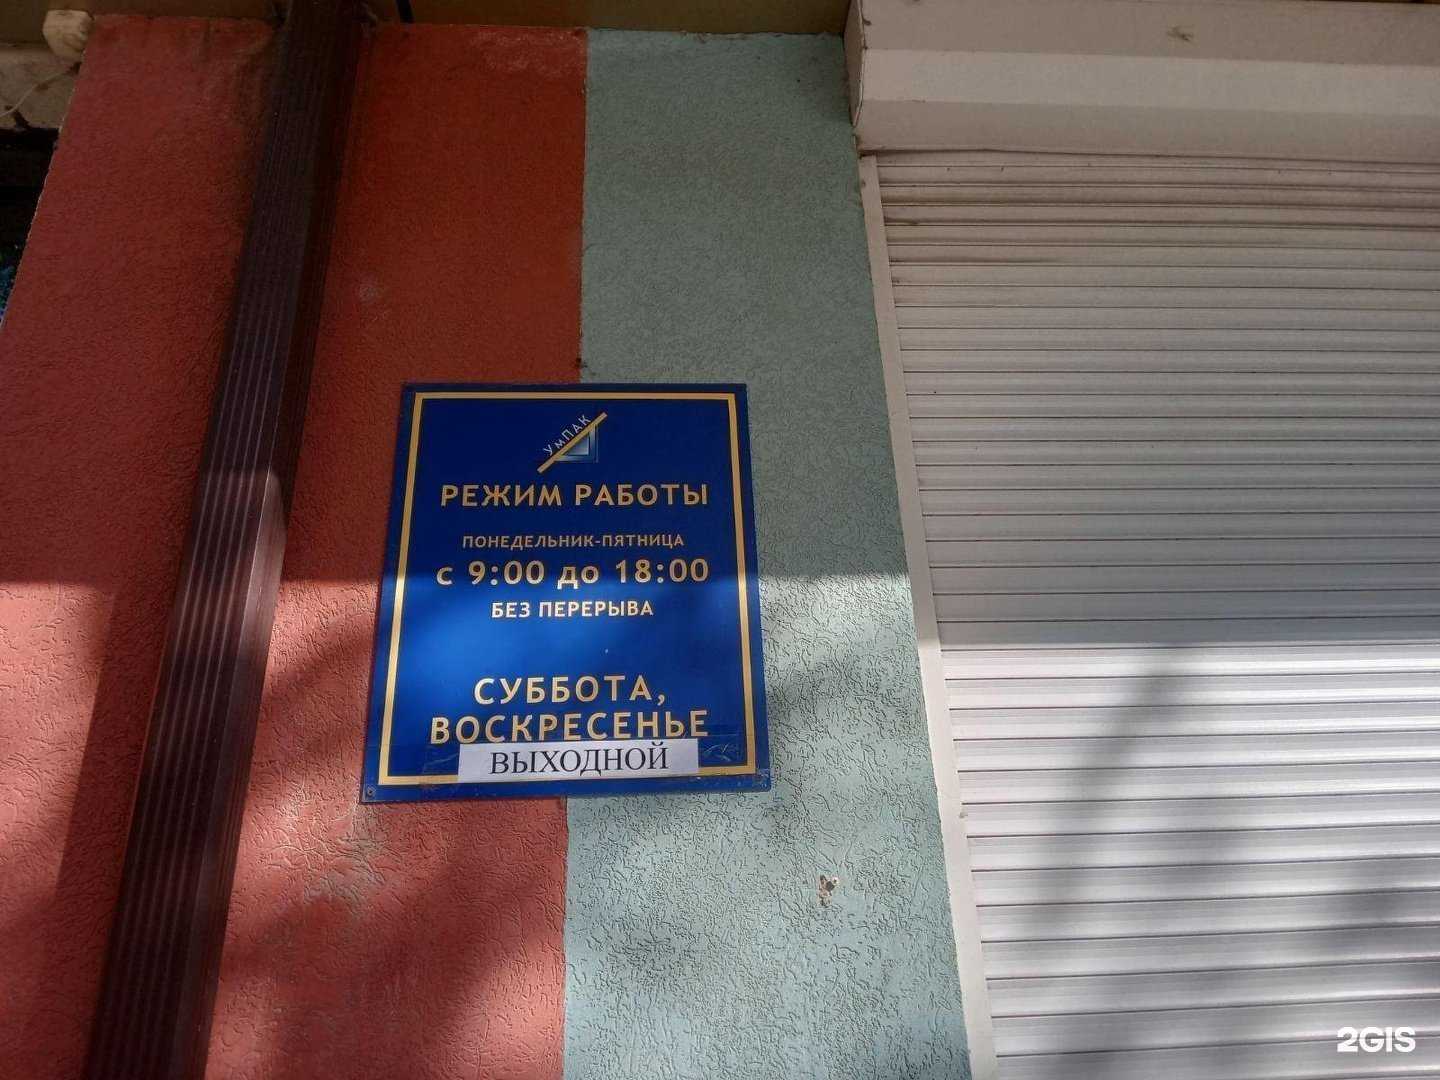 УмПАК
РЕЖИМ РАБОТЫ
ПОНЕДЕЛЬНИК-ПЯТНИЦА
с 9:00 до 18:00
БЕЗ ПЕРЕРЫВА
СУББОТА,
ВОСКРЕСЕНЬЕ
ВЫХОДНОЙ
2GIS